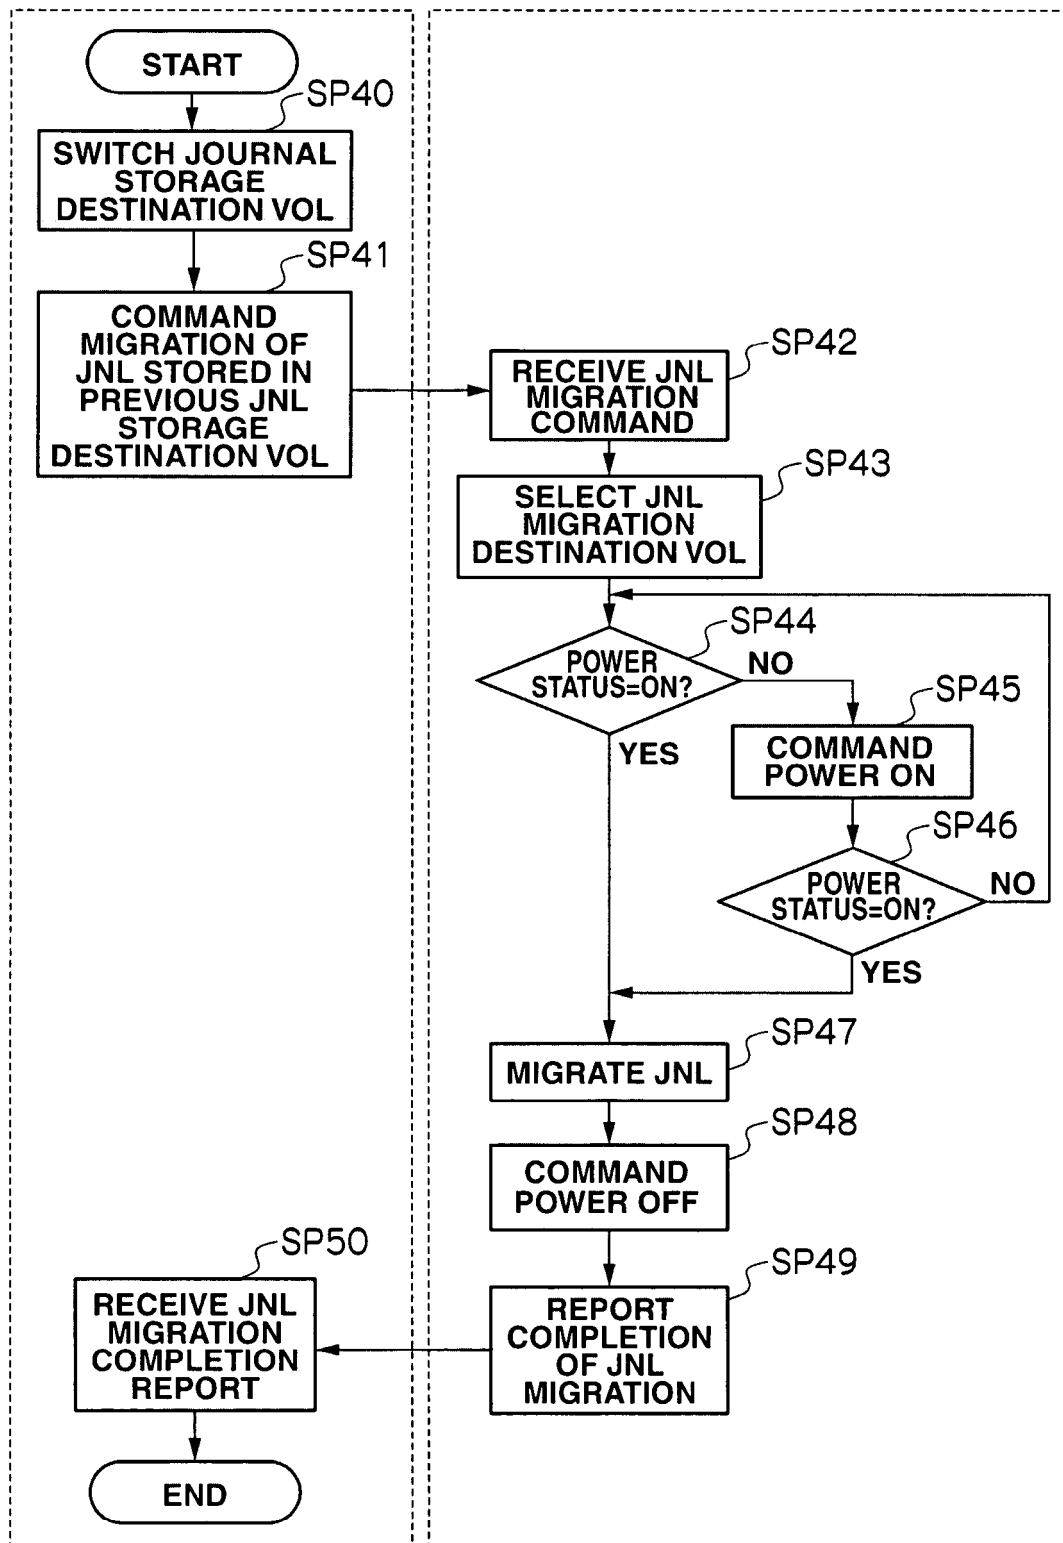 START
SP40
SWITCH JOURNAL
STORAGE
DESTINATION VOL
SP41
COMMAND
MIGRATION OF
JNL STORED IN
PREVIOUS JNL
STORAGE
DESTINATION VOL
SP42
RECEIVE JNL
MIGRATION
COMMAND
SP43
SELECT JNL
MIGRATION
DESTINATION VOL
SP44
POWER
STATUS=ON?
NO
YES
SP45
COMMAND
POWER ON
SP46
POWER
STATUS=ON?
NO
YES
SP47
MIGRATE JNL
SP48
COMMAND
POWER OFF
SP49
REPORT
COMPLETION
OF JNL
MIGRATION
SP50
RECEIVE JNL
MIGRATION
COMPLETION
REPORT
END